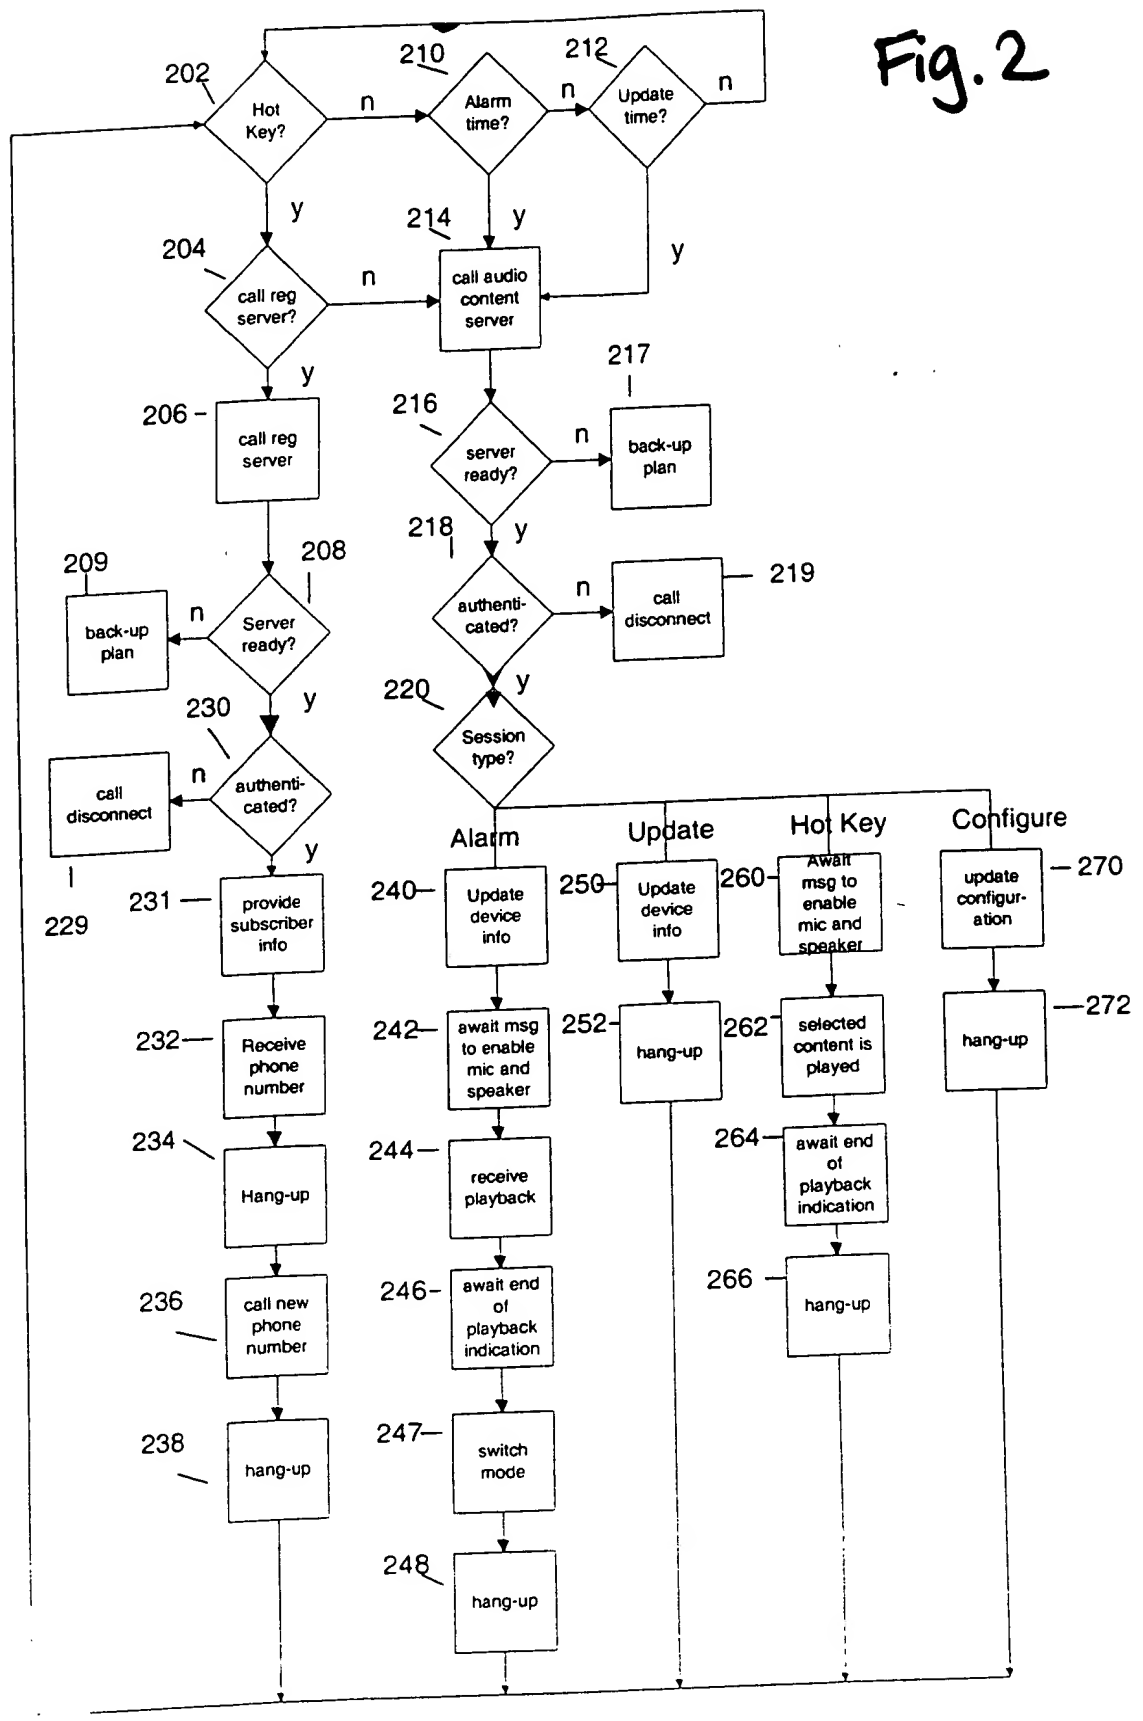 Fig. 2
202
Hot
Key?
n
210
Alarm
time?
n
212
Update
time?
n
y
y
y
204
call reg
server?
n
214
call audio
content
server
y
206
call reg
server
216
server
ready?
n
217
back-up
plan
y
208
Server
ready?
n
209
back-up
plan
218
authenti-
cated?
n
219
call
disconnect
y
y
230
authenti-
cated?
n
call
disconnect
229
y
220
Session
type?
Alarm
Update
Hot Key
Configure
231
provide
subscriber
info
232
Receive
phone
number
234
Hang-up
236
call new
phone
number
238
hang-up
240
Update
device
info
242
await msg
to enable
mic and
speaker
244
receive
playback
246
await end
of
playback
indication
247
switch
mode
248
hang-up
250
Update
device
info
252
hang-up
260
Await
msg to
enable
mic and
speaker
262
selected
content is
played
264
await end
of
playback
indication
266
hang-up
270
update
configur-
ation
272
hang-up